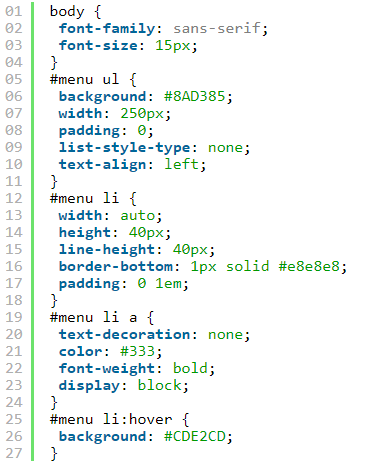 01 body {
02 font-family: sans-serif;
03 font-size: 15px;
04 }
05 #menu ul {
06 background: #8AD385;
07 width: 250px;
08 padding: 0;
09 list-style-type: none;
10 text-align: left;
11 }
12 #menu li {
13 width: auto;
14 height: 40px;
15 line-height: 40px;
16 border-bottom: 1px solid #e8e8e8;
17 padding: 0 1em;
18 }
19 #menu li a {
20 text-decoration: none;
21 color: #333;
22 font-weight: bold;
23 display: block;
24 }
25 #menu li:hover {
26 background: #CDE2CD;
27 }